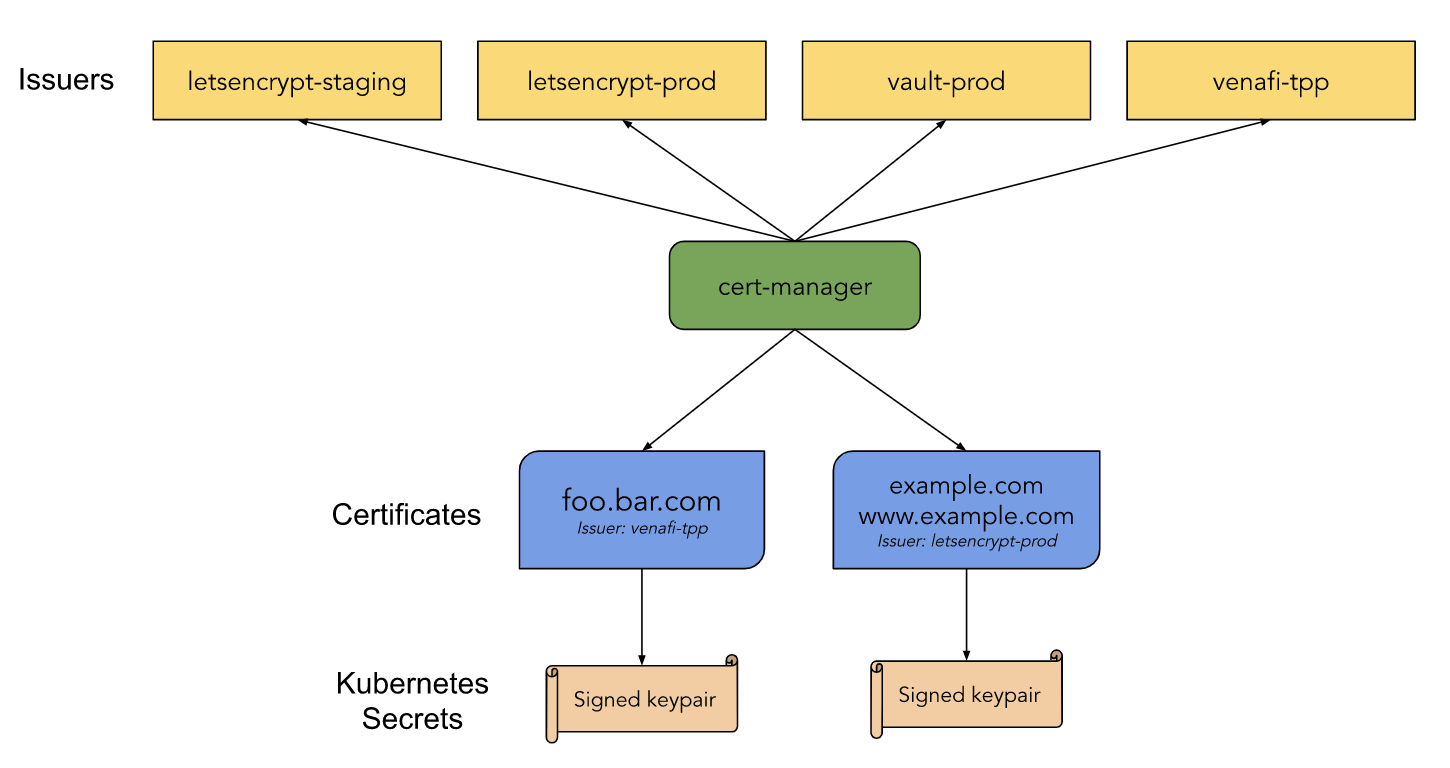 Issuers
letsencrypt-staging
letsencrypt-prod
vault-prod
venafi-tpp
cert-manager
Certificates
foo.bar.com
Issuer: venafi-tpp
example.com
www.example.com
Issuer: letsencrypt-prod
Kubernetes
Secrets
Signed keypair
Signed keypair